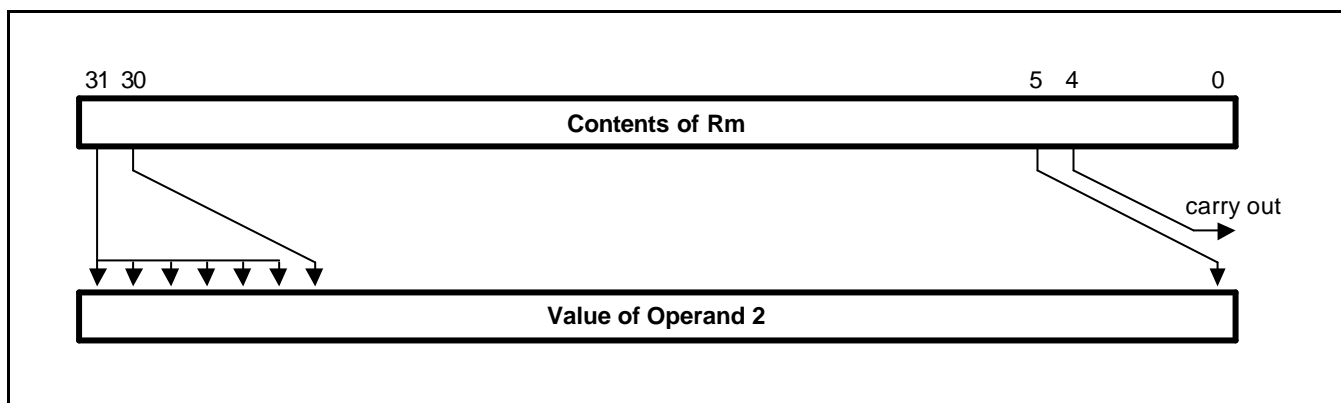 31 30 5 4 0
Contents of Rm
carry out
Value of Operand 2